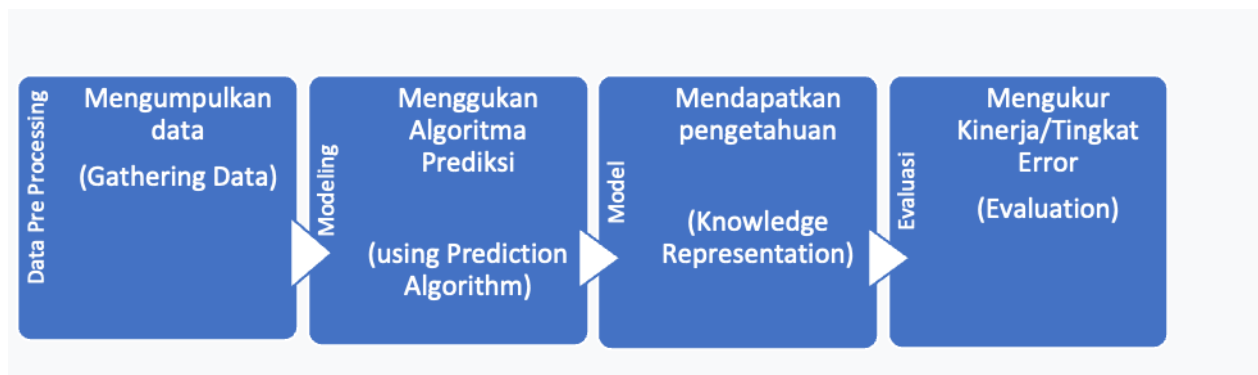 Data Pre Processing
Mengumpulkan
data
(Gathering Data)
Modeling
Menggukan
Algoritma
Prediksi
(using Prediction
Algorithm)
Model
Mendapatkan
pengetahuan
(Knowledge
Representation)
Evaluasi
Mengukur
Kinerja/Tingkat
Error
(Evaluation)